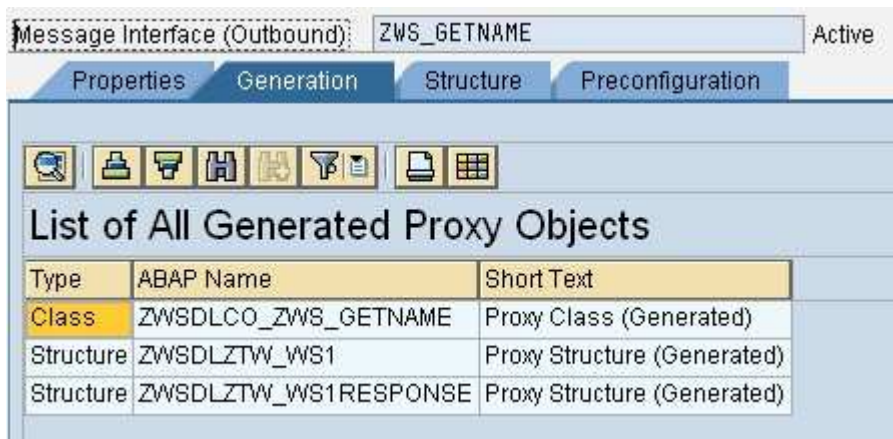 Message Interface (Outbound) ZWS_GETNAME Active
Properties Generation Structure Preconfiguration
List of All Generated Proxy Objects
Type ABAP Name Short Text
Class ZWSDLCO_ZWS_GETNAME Proxy Class (Generated)
Structure ZWSDLZTW_WS1 Proxy Structure (Generated)
Structure ZWSDLZTW_WS1RESPONSE Proxy Structure (Generated)